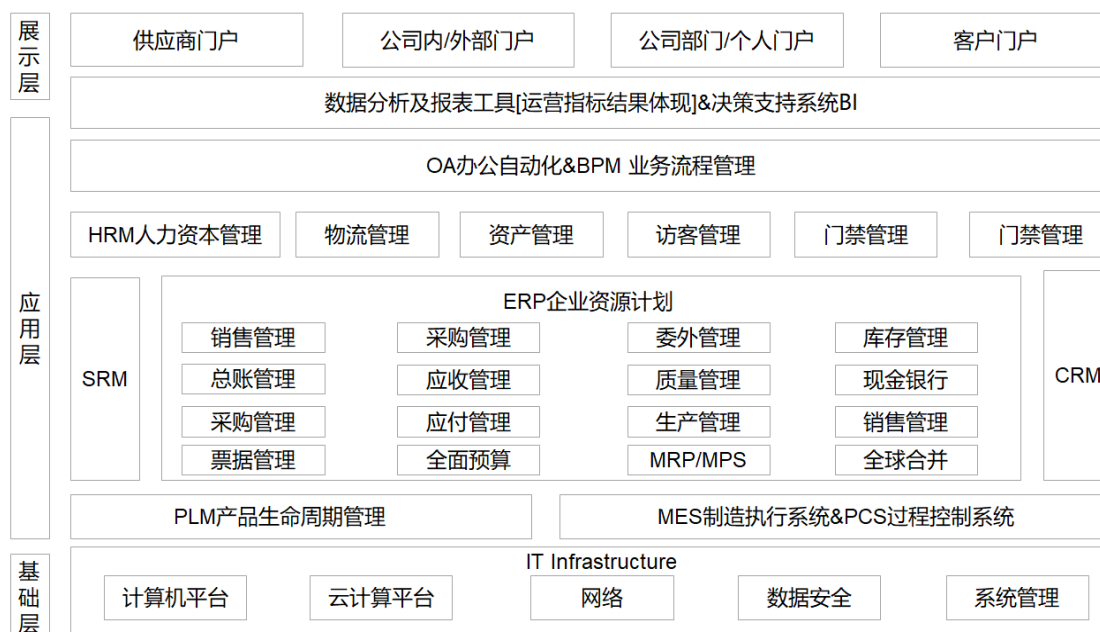 展示层
供应商门户
公司内/外部门户
公司部门/个人门户
客户门户
数据分析及报表工具[运营指标结果体现]&决策支持系统BI
应用层
OA办公自动化&BPM 业务流程管理
HRM人力资本管理
物流管理
资产管理
访客管理
门禁管理
门禁管理
SRM
ERP企业资源计划
销售管理
采购管理
委外管理
库存管理
总账管理
应收管理
质量管理
现金银行
采购管理
应付管理
生产管理
销售管理
票据管理
全面预算
MRP/MPS
全球合并
CRM
PLM产品生命周期管理
MES制造执行系统&PCS过程控制系统
基础层
IT Infrastructure
计算机平台
云计算平台
网络
数据安全
系统管理